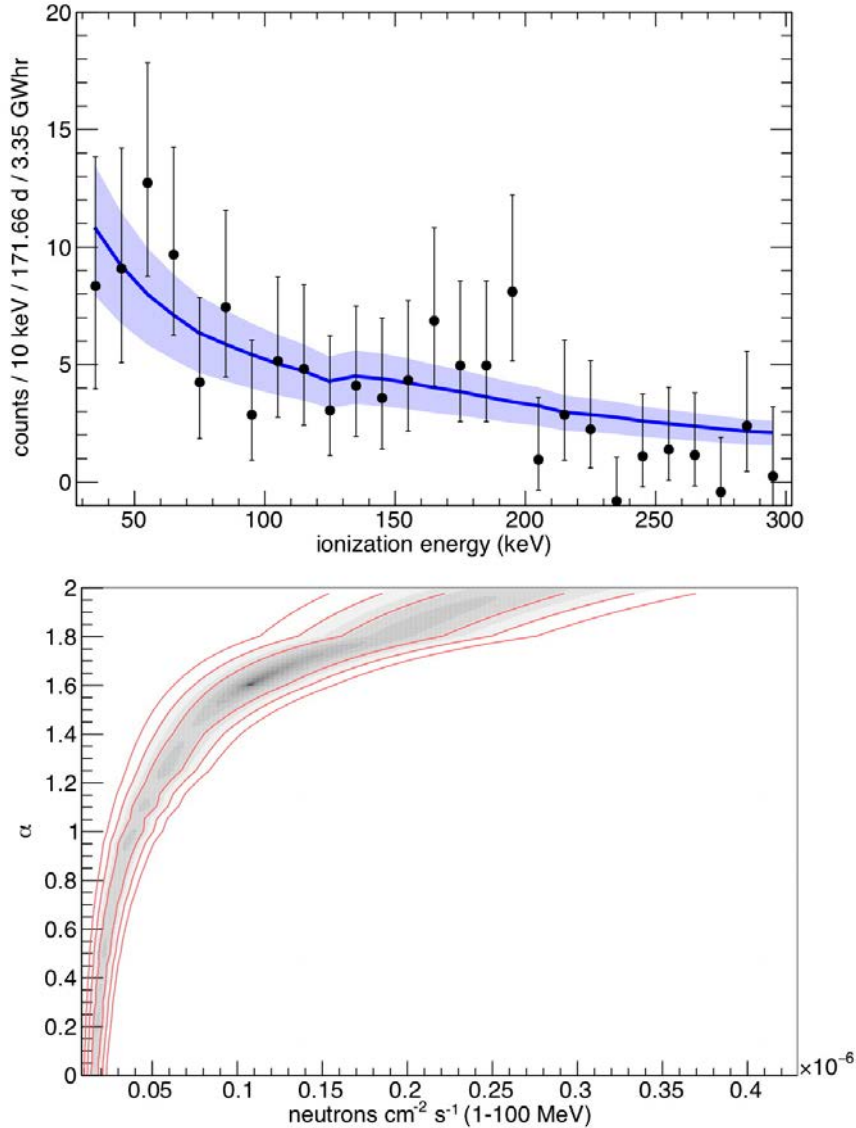 counts / 10 keV / 171.66 d / 3.35 GWhr
20
15
10
5
0
50 100 150 200 250 300
ionization energy (keV)
α
2
1.8
1.6
1.4
1.2
1
0.8
0.6
0.4
0.2
0
0.05 0.1 0.15 0.2 0.25 0.3 0.35 0.4
×10⁻⁶
neutrons cm⁻² s⁻¹ (1-100 MeV)